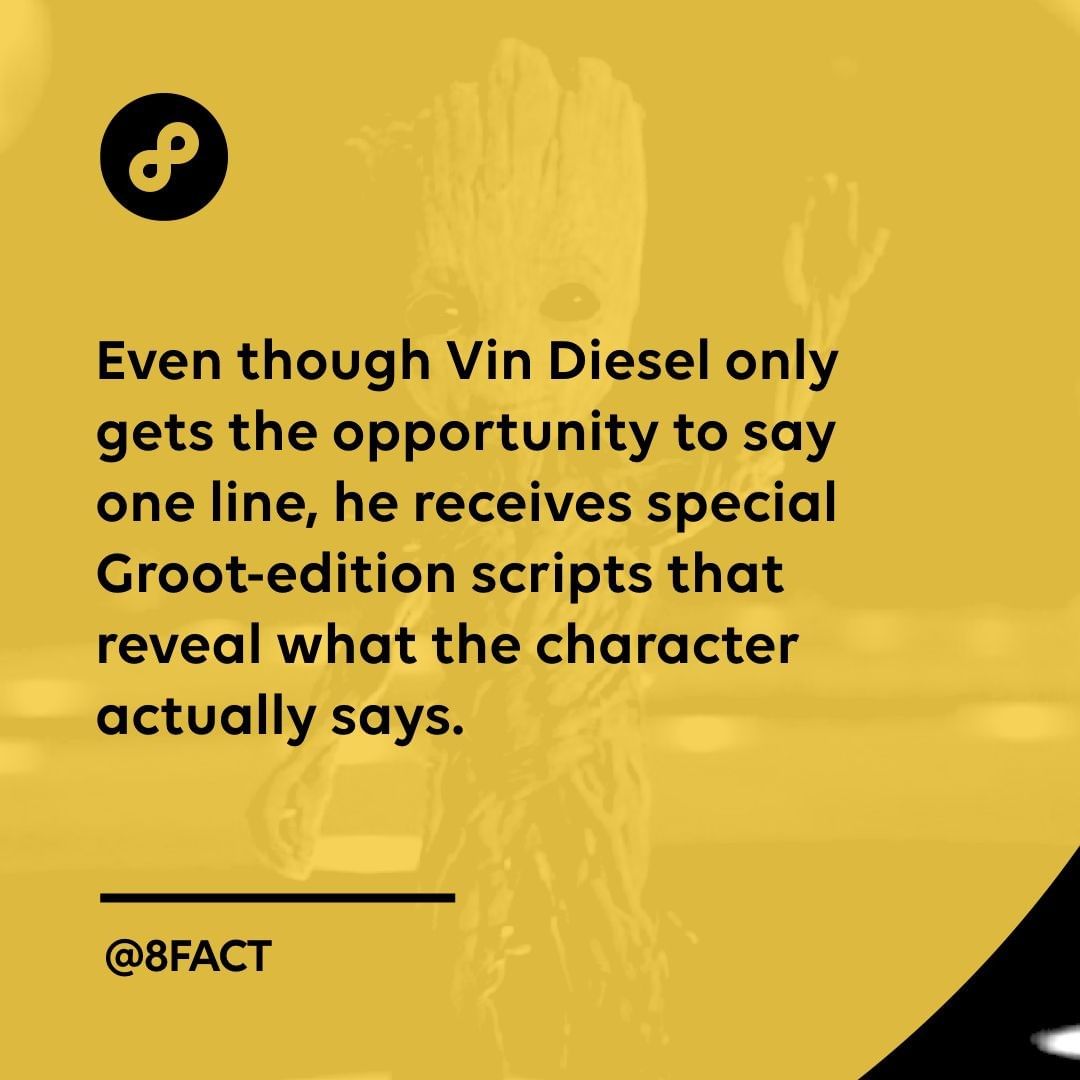 Even though Vin Diesel only
gets the opportunity to say
one line, he receives special
Groot-edition scripts that
reveal what the character
actually says.
@8FACT